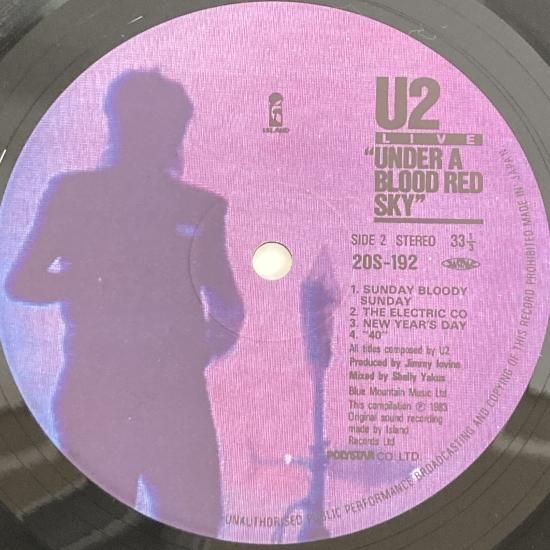 ISLAND
U2
LIVE
"UNDER A
BLOOD RED
SKY"
SIDE 2 STEREO 33⅓
20S-192
1. SUNDAY BLOODY
SUNDAY
2. THE ELECTRIC CO
3. NEW YEAR'S DAY
4. "40"
All titles composed by U2
Produced by Jimmy Iovine
Mixed by Shelly Yakus
Blue Mountain Music Ltd
This compilation ℗ 1983
Original sound recording
made by Island
Records Ltd
POLYSTAR CO. LTD.
UNAUTHORISED PUBLIC PERFORMANCE BROADCASTING AND COPYING OF THIS RECORD PROHIBITED MADE IN JAPAN